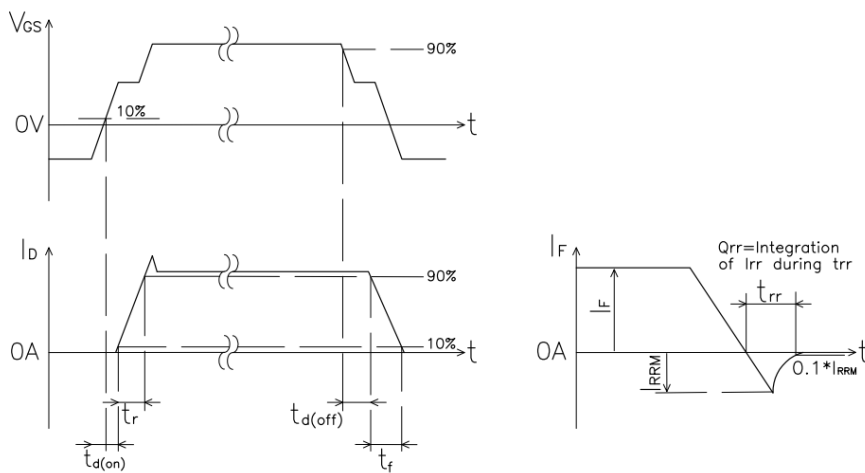 VGS
90%
10%
0V
t
ID
90%
10%
0A
t
tr
td(off)
td(on)
tf
IF
Qrr=Integration
of Irr during trr
trr
IF
0A
t
IRRM
0.1*IRRM